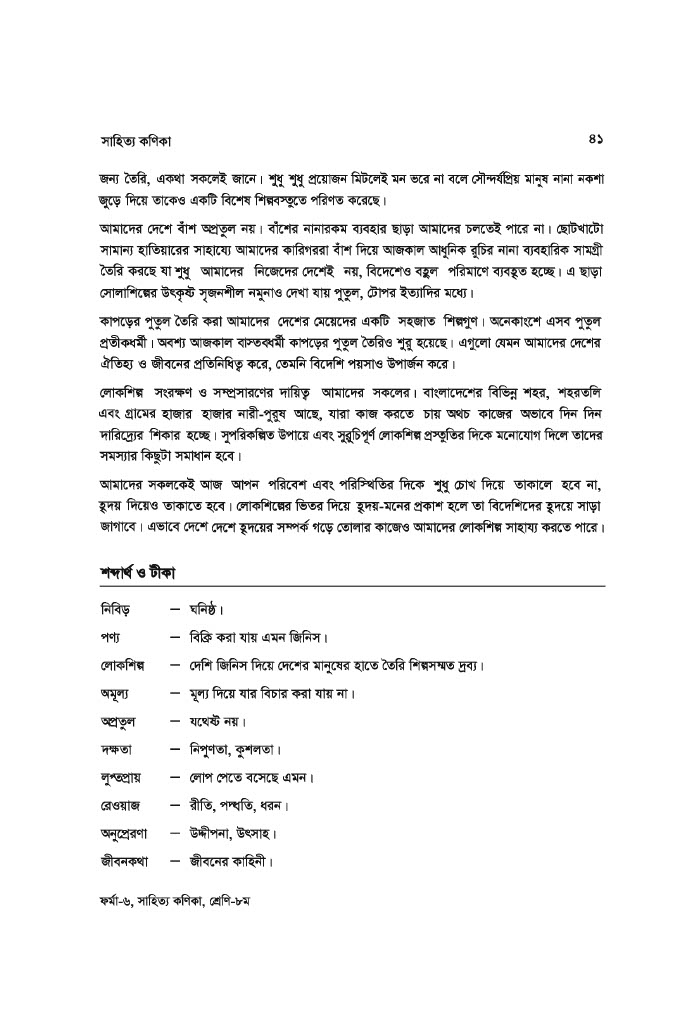 সাহিত্য কণিকা ৪১
জন্য তৈরি, একথা সকলেই জানে। শুধু শুধু প্রয়োজন মিটলেই মন ভরে না বলে সৌন্দর্যপ্রিয় মানুষ নানা নকশা
জুড়ে দিয়ে তাকেও একটি বিশেষ শিল্পবস্তুতে পরিণত করেছে।
আমাদের দেশে বাঁশ অপ্রতুল নয়। বাঁশের নানারকম ব্যবহার ছাড়া আমাদের চলতেই পারে না। ছোটখাটো
সামান্য হাতিয়ারের সাহায্যে আমাদের কারিগররা বাঁশ দিয়ে আজকাল আধুনিক রুচির নানা ব্যবহারিক সামগ্রী
তৈরি করছে যা শুধু আমাদের নিজেদের দেশেই নয়, বিদেশেও বহুল পরিমাণে ব্যবহৃত হচ্ছে। এ ছাড়া
সোলাশিল্পের উৎকৃষ্ট সৃজনশীল নমুনাও দেখা যায় পুতুল, টোপর ইত্যাদির মধ্যে।
কাপড়ের পুতুল তৈরি করা আমাদের দেশের মেয়েদের একটি সহজাত শিল্পগুণ। অনেকাংশে এসব পুতুল
প্রতীকধর্মী। অবশ্য আজকাল বাস্তবধর্মী কাপড়ের পুতুল তৈরিও শুরু হয়েছে। এগুলো যেমন আমাদের দেশের
ঐতিহ্য ও জীবনের প্রতিনিধিত্ব করে, তেমনি বিদেশি পয়সাও উপার্জন করে।
লোকশিল্প সংরক্ষণ ও সম্প্রসারণের দায়িত্ব আমাদের সকলের। বাংলাদেশের বিভিন্ন শহর, শহরতলি
এবং গ্রামের হাজার হাজার নারী-পুরুষ আছে, যারা কাজ করতে চায় অথচ কাজের অভাবে দিন দিন
দারিদ্র্যের শিকার হচ্ছে। সুপরিকল্পিত উপায়ে এবং সুরুচিপূর্ণ লোকশিল্প প্রস্তুতির দিকে মনোযোগ দিলে তাদের
সমস্যার কিছুটা সমাধান হবে।
আমাদের সকলকেই আজ আপন পরিবেশ এবং পরিস্থিতির দিকে শুধু চোখ দিয়ে তাকালে হবে না,
হৃদয় দিয়েও তাকাতে হবে। লোকশিল্পের ভিতর দিয়ে হৃদয়-মনের প্রকাশ হলে তা বিদেশিদের হৃদয়ে সাড়া
জাগাবে। এভাবে দেশে দেশে হৃদয়ের সম্পর্ক গড়ে তোলার কাজেও আমাদের লোকশিল্প সাহায্য করতে পারে।
শব্দার্থ ও টীকা
নিবিড় – ঘনিষ্ঠ।
পণ্য – বিক্রি করা যায় এমন জিনিস।
লোকশিল্প – দেশি জিনিস দিয়ে দেশের মানুষের হাতে তৈরি শিল্পসম্মত দ্রব্য।
অমূল্য – মূল্য দিয়ে যার বিচার করা যায় না।
অপ্রতুল – যথেষ্ট নয়।
দক্ষতা – নিপুণতা, কুশলতা।
লুপ্তপ্রায় – লোপ পেতে বসেছে এমন।
রেওয়াজ – রীতি, পদ্ধতি, ধরন।
অনুপ্রেরণা – উদ্দীপনা, উৎসাহ।
জীবনকথা – জীবনের কাহিনী।
ফর্মা-৬, সাহিত্য কণিকা, শ্রেণি-৮ম